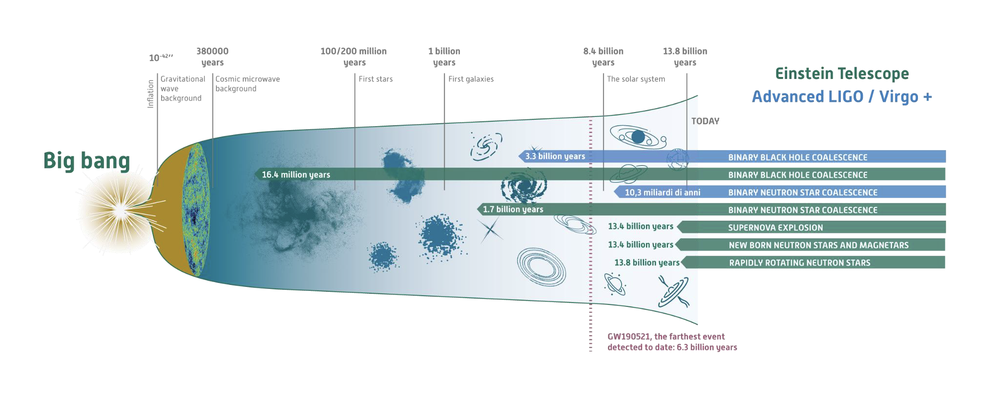 10⁻⁴²′′
380000
years
100/200 million
years
1 billion
years
8.4 billion
years
13.8 billion
years
Inflation
Gravitational
wave
background
Cosmic microwave
background
First stars
First galaxies
The solar system
Einstein Telescope
Advanced LIGO / Virgo +
TODAY
Big bang
3.3 billion years BINARY BLACK HOLE COALESCENCE
16.4 million years BINARY BLACK HOLE COALESCENCE
10,3 miliardi di anni BINARY NEUTRON STAR COALESCENCE
1.7 billion years BINARY NEUTRON STAR COALESCENCE
13.4 billion years SUPERNOVA EXPLOSION
13.4 billion years NEW BORN NEUTRON STARS AND MAGNETARS
13.8 billion years RAPIDLY ROTATING NEUTRON STARS
GW190521, the farthest event
detected to date: 6.3 billion years